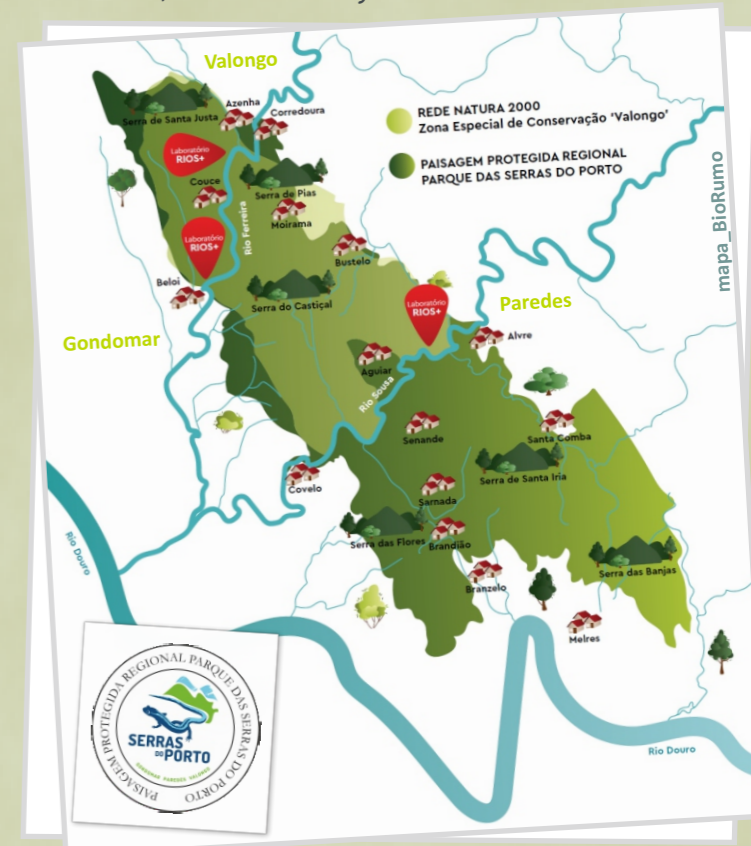 Valongo
REDE NATURA 2000
Zona Especial de Conservação ‘Valongo’
PAISAGEM PROTEGIDA REGIONAL
PARQUE DAS SERRAS DO PORTO
mapa_BioRumo
Serra de Santa Justa
Azenha
Corredoura
Laboratório
RIOS+
Couce
Serra de Pias
Moirama
Rio Ferreira
Laboratório
RIOS+
Bustelo
Beloi
Serra do Castiçal
Laboratório
RIOS+
Paredes
Gondomar
Alvre
Aguiar
Rio Sousa
Senande
Santa Comba
Covelo
Serra de Santa Iria
Sarnada
Serra das Flores
Brandião
Rio Douro
Branzelo
Serra das Banjas
Melres
Rio Douro
PAISAGEM PROTEGIDA REGIONAL PARQUE DAS SERRAS DO PORTO
SERRAS
DO PORTO
GONDOMAR PAREDES VALONGO